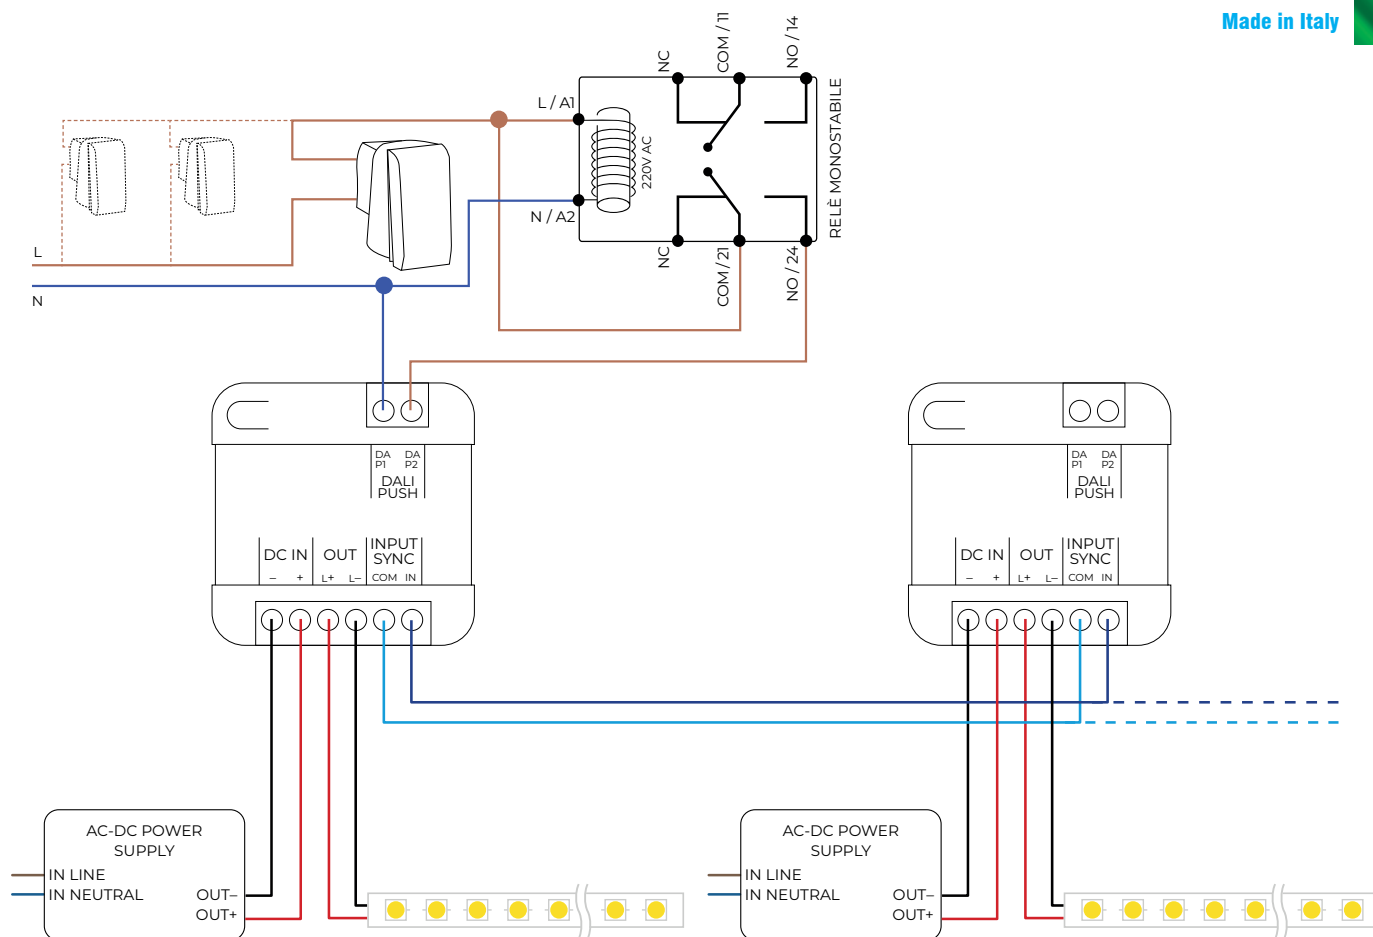 Made in Italy
NC
COM / 11
NO / 14
L / A1
220V AC
RELÈ MONOSTABILE
N / A2
NC
COM / 21
NO / 24
L
N
DA DA
P1 P2
DALI
PUSH
DC IN OUT INPUT
SYNC
– + L+ L– COM IN
DA DA
P1 P2
DALI
PUSH
DC IN OUT INPUT
SYNC
– + L+ L– COM IN
AC-DC POWER
SUPPLY
IN LINE
IN NEUTRAL
OUT–
OUT+
AC-DC POWER
SUPPLY
IN LINE
IN NEUTRAL
OUT–
OUT+